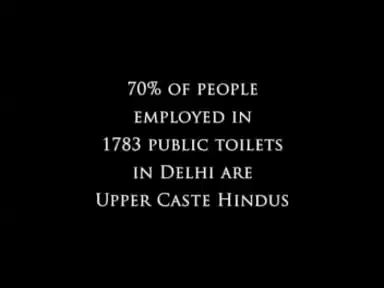 70% OF PEOPLE
EMPLOYED IN
1783 PUBLIC TOILETS
IN DELHI ARE
UPPER CASTE HINDUS